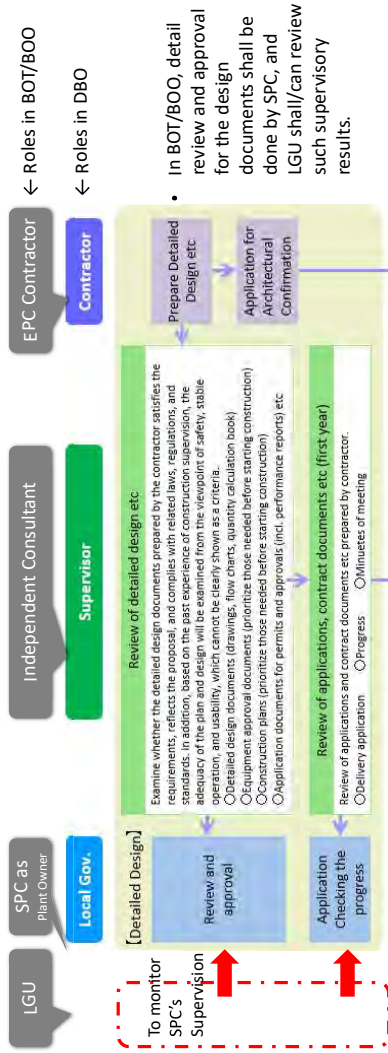 LGU
SPC as
Plant Owner
Independent Consultant
EPC Contractor
← Roles in BOT/BOO
Local Gov.
Supervisor
Contractor
← Roles in DBO
To monitor
SPC's
Supervision
【Detailed Design】
Review and
approval
Application
Checking the
progress
Review of detailed design etc
Examine whether the detailed design documents prepared by the contractor satisfies the
requirements, reflects the proposal, and complies with related laws, regulations, and
standards. In addition, based on the past experience of construction supervision, the
adequacy of the plan and design will be examined from the viewpoint of safety, stable
operation, and usability, which cannot be clearly shown as a criteria.
○Detailed design documents (drawings, flow charts, quantity calculation book)
○Equipment approval documents (prioritize those needed before starting construction)
○Construction plans (prioritize those needed before starting construction)
○Application documents for permits and approvals (incl. performance reports) etc
Review of applications, contract documents etc (first year)
Review of applications and contract documents etc prepared by contractor.
○Delivery application ○Progress ○Minuetes of meeting
Prepare Detailed
Design etc
Application for
Architectural
Confirmation
• In BOT/BOO, detail
review and approval
for the design
documents shall be
done by SPC, and
LGU shall/can review
such supervisory
results.